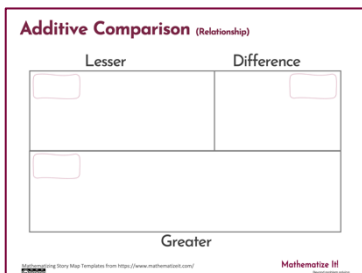 Additive Comparison (Relationship)
Lesser Difference
Greater
Mathematizing Story Map Templates from https://www.mathematizeit.com/
Mathematize It!